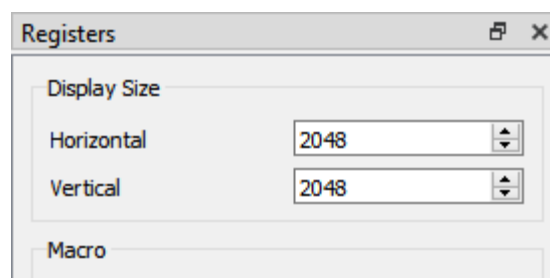 Registers
Display Size
Horizontal 2048
Vertical 2048
Macro